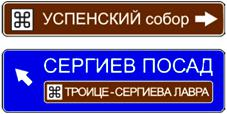 УСПЕНСКИЙ собор
СЕРГИЕВ ПОСАД
ТРОИЦЕ-СЕРГИЕВА ЛАВРА